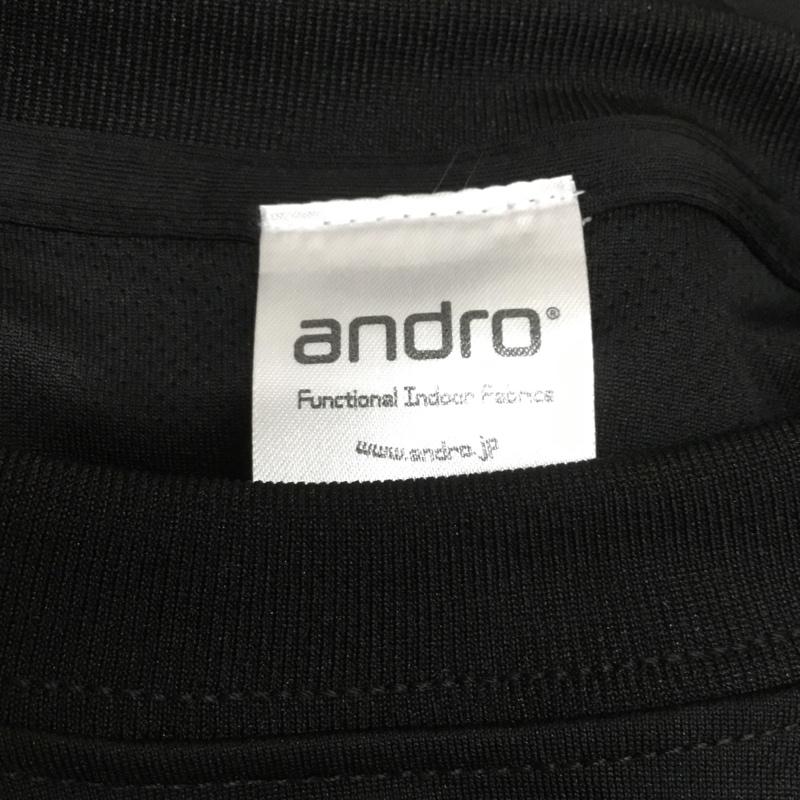 andro®
Functional Indoor Fabrics
www.andro.jp